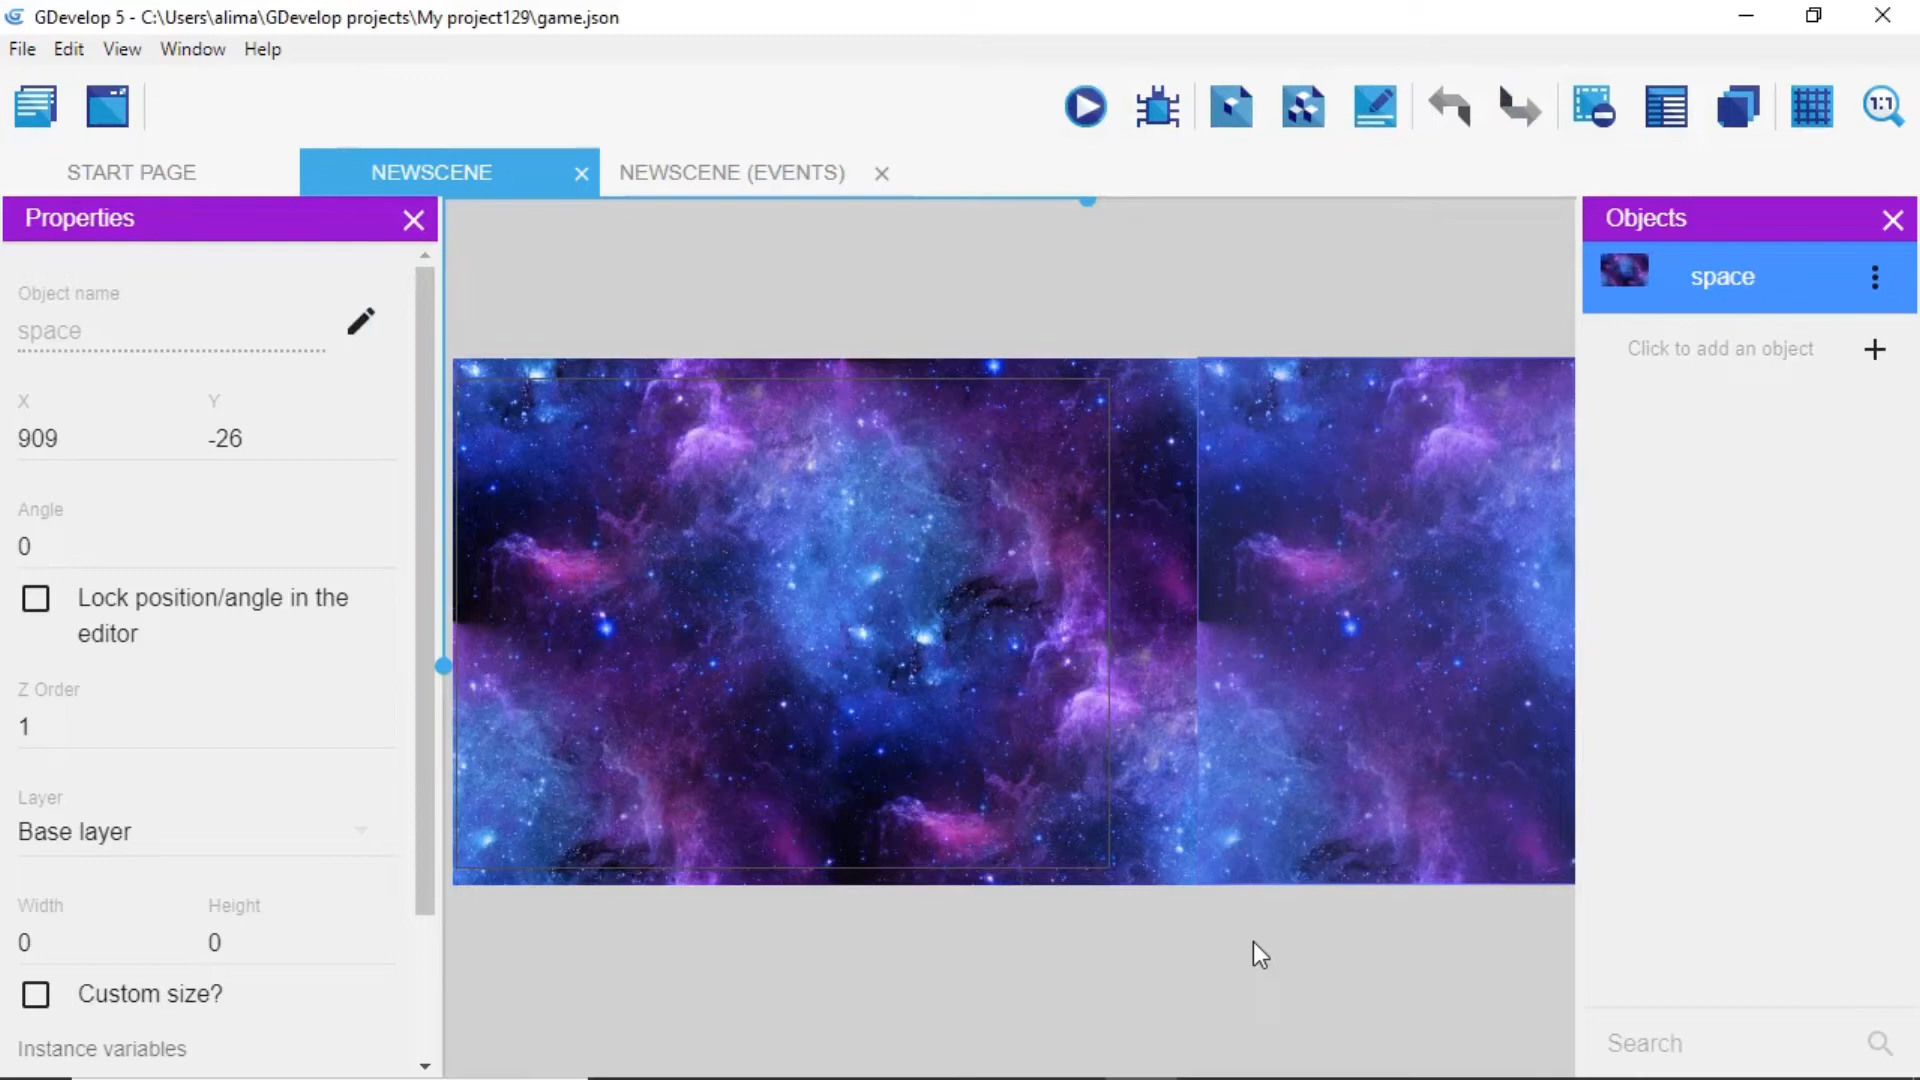 GDevelop 5 - C:\Users\alima\GDevelop projects\My project129\game.json
File Edit View Window Help
1:1
START PAGE NEWSCENE NEWSCENE (EVENTS)
Properties
Object name
space
X Y
909 -26
Angle
0
Lock position/angle in the
editor
Z Order
1
Layer
Base layer
Width Height
0 0
Custom size?
Instance variables
Objects
space
Click to add an object
Search